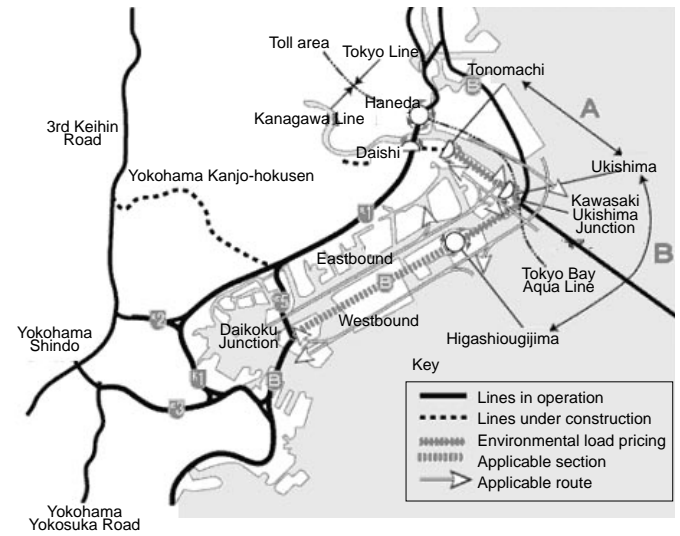 Toll area
Tokyo Line
Tonomachi
B
Haneda
A
Kanagawa Line
3rd Keihin
Road
Daishi
Ukishima
Yokohama Kanjo-hokusen
Kawasaki
Ukishima
Junction
Eastbound
B
B
Tokyo Bay
Aqua Line
Daikoku
Junction
Westbound
Yokohama
Shindo
Higashiougijima
B
Key
Lines in operation
Lines under construction
Environmental load pricing
Applicable section
Applicable route
Yokohama
Yokosuka Road